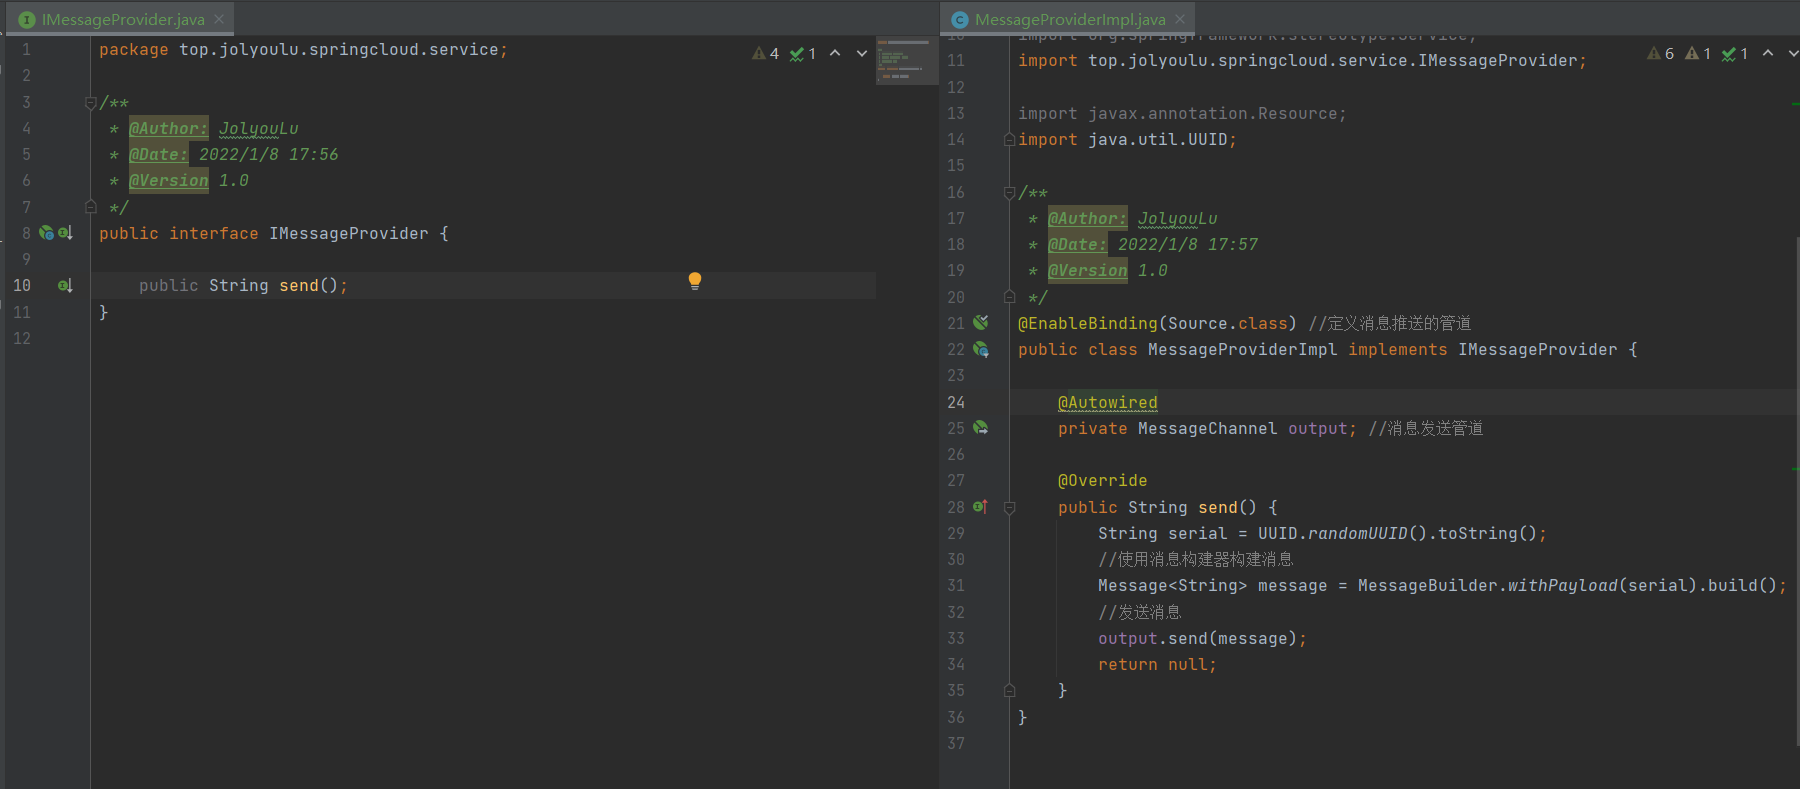 IMessageProvider.java
1 package top.jolyoulu.springcloud.service;
2
3 /**
4 * @Author: JolyouLu
5 * @Date: 2022/1/8 17:56
6 * @Version 1.0
7 */
8 public interface IMessageProvider {
9
10 public String send();
11 }
12
4 1
MessageProviderImpl.java
10 import org.springframework.stereotype.Service;
11 import top.jolyoulu.springcloud.service.IMessageProvider;
12
13 import javax.annotation.Resource;
14 import java.util.UUID;
15
16 /**
17 * @Author: JolyouLu
18 * @Date: 2022/1/8 17:57
19 * @Version 1.0
20 */
21 @EnableBinding(Source.class) //定义消息推送的管道
22 public class MessageProviderImpl implements IMessageProvider {
23
24 @Autowired
25 private MessageChannel output; //消息发送管道
26
27 @Override
28 public String send() {
29 String serial = UUID.randomUUID().toString();
30 //使用消息构建器构建消息
31 Message<String> message = MessageBuilder.withPayload(serial).build();
32 //发送消息
33 output.send(message);
34 return null;
35 }
36 }
37
6 1 1